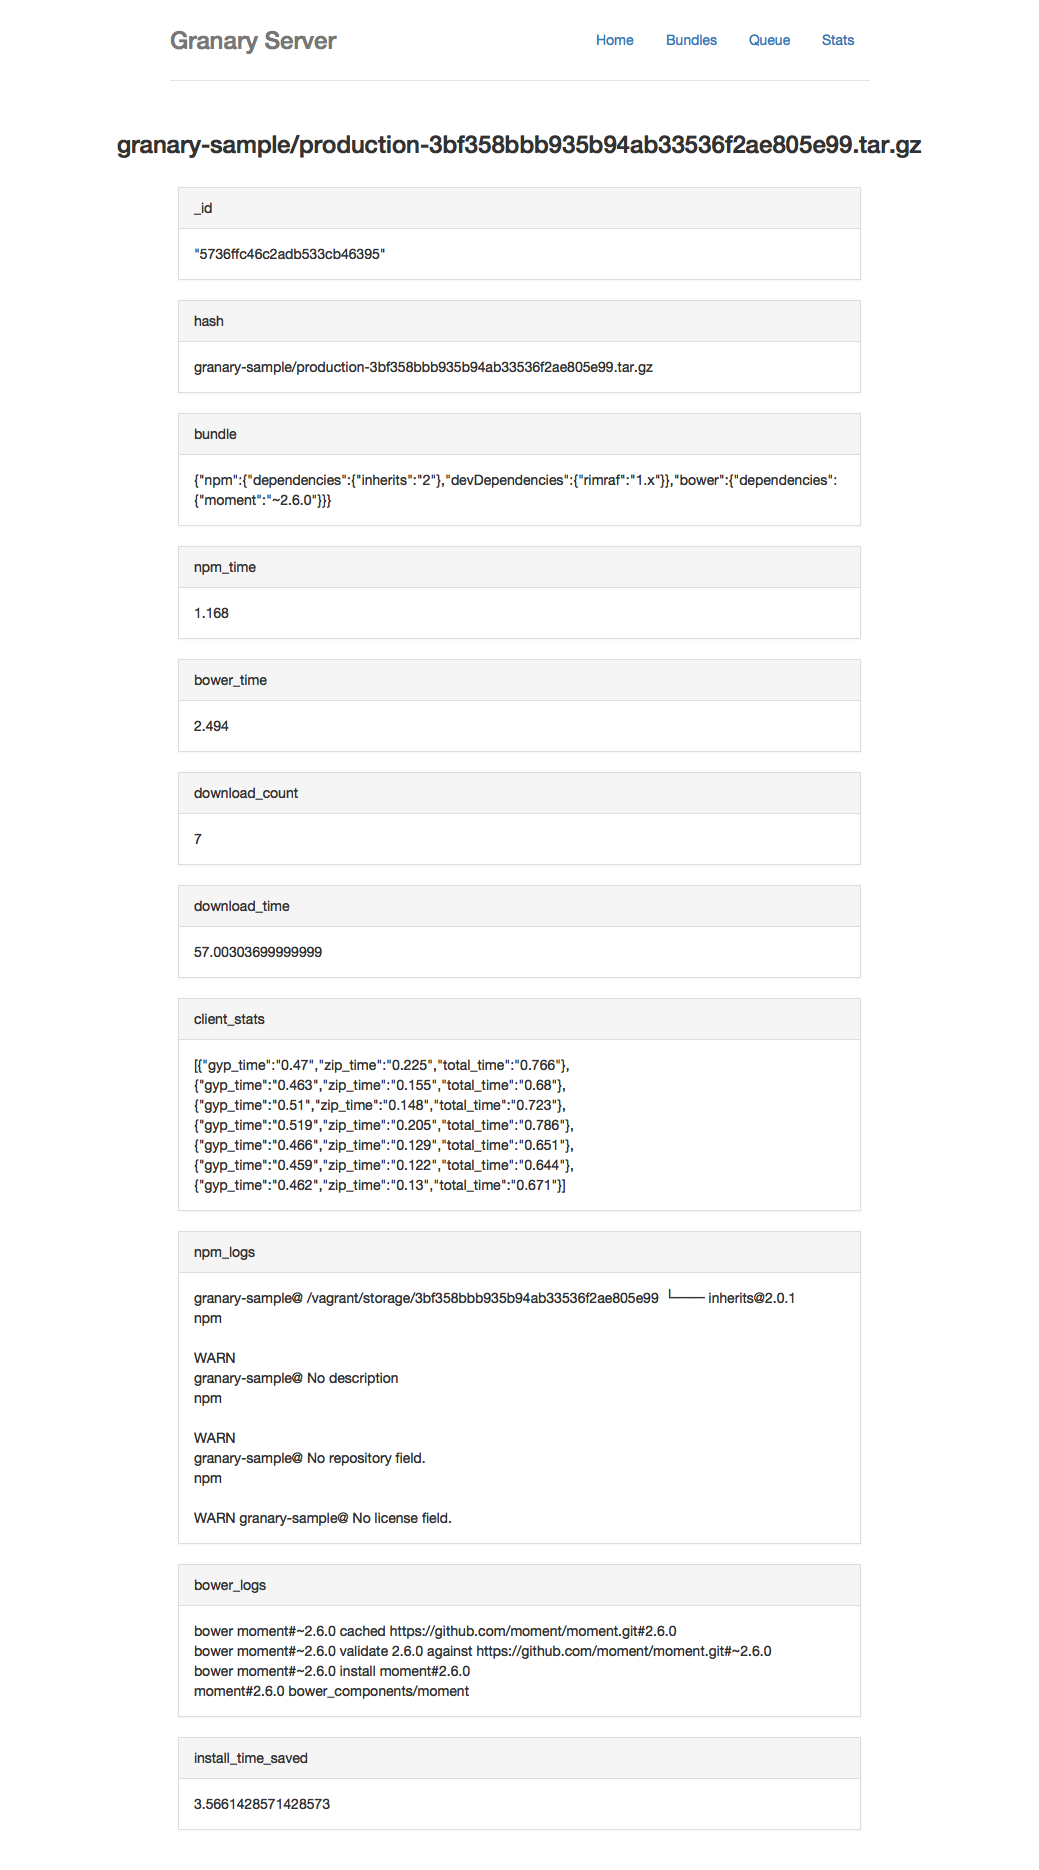 Granary Server
Home Bundles Queue Stats
granary-sample/production-3bf358bbb935b94ab33536f2ae805e99.tar.gz
_id
"5736ffc46c2adb533cb46395"
hash
granary-sample/production-3bf358bbb935b94ab33536f2ae805e99.tar.gz
bundle
{"npm":{"dependencies":{"inherits":"2"},"devDependencies":{"rimraf":"1.x"}},"bower":{"dependencies":
{"moment":"~2.6.0"}}}
npm_time
1.168
bower_time
2.494
download_count
7
download_time
57.00303699999999
client_stats
[{"gyp_time":"0.47","zip_time":"0.225","total_time":"0.766"},
{"gyp_time":"0.463","zip_time":"0.155","total_time":"0.68"},
{"gyp_time":"0.51","zip_time":"0.148","total_time":"0.723"},
{"gyp_time":"0.519","zip_time":"0.205","total_time":"0.786"},
{"gyp_time":"0.466","zip_time":"0.129","total_time":"0.651"},
{"gyp_time":"0.459","zip_time":"0.122","total_time":"0.644"},
{"gyp_time":"0.462","zip_time":"0.13","total_time":"0.671"}]
npm_logs
granary-sample@ /vagrant/storage/3bf358bbb935b94ab33536f2ae805e99 └── inherits@2.0.1
npm
WARN
granary-sample@ No description
npm
WARN
granary-sample@ No repository field.
npm
WARN granary-sample@ No license field.
bower_logs
bower moment#~2.6.0 cached https://github.com/moment/moment.git#2.6.0
bower moment#~2.6.0 validate 2.6.0 against https://github.com/moment/moment.git#~2.6.0
bower moment#~2.6.0 install moment#2.6.0
moment#2.6.0 bower_components/moment
install_time_saved
3.5661428571428573